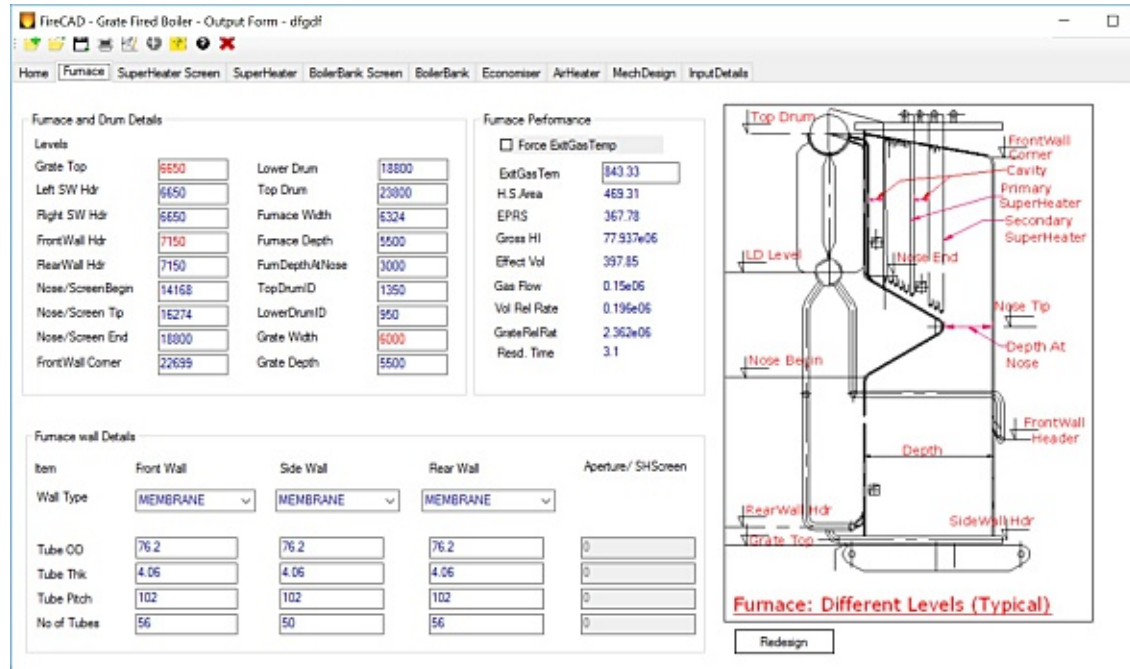 FireCAD - Grate Fired Boiler - Output Form - dfgdf
Home Furnace SuperHeater Screen SuperHeater BoilerBank Screen BoilerBank Economiser AirHeater MechDesign InputDetails
Furnace and Drum Details
Levels
Grate Top 6650 Lower Drum 18800
Left SW Hdr 6650 Top Drum 23800
Right SW Hdr 6650 Furnace Width 6324
FrontWall Hdr 7150 Furnace Depth 5500
RearWall Hdr 7150 FurnDepthAtNose 3000
Nose/ScreenBegin 14168 TopDrumID 1350
Nose/Screen Tip 16274 LowerDrumID 950
Nose/Screen End 18800 Grate Width 6000
FrontWall Corner 22699 Grate Depth 5500
Furnace Performance
Force ExitGasTemp
ExitGasTem 843.33
H.S.Area 469.31
EPRS 367.78
Gross HI 77.937e06
Effect Vol 397.85
Gas Flow 0.15e06
Vol Rel Rate 0.196e06
GrateRelRat 2.362e06
Resd. Time 3.1
Top Drum
FrontWall
Corner
Cavity
Primary
SuperHeater
Secondary
SuperHeater
LD Level
Nose End
Nose Tip
Depth At
Nose
Nose Begin
FrontWall
Header
Depth
RearWall Hdr
SideWall Hdr
Grate Top
Furnace: Different Levels (Typical)
Redesign
Furnace wall Details
Item Front Wall Side Wall Rear Wall Aperture/ SHScreen
Wall Type MEMBRANE MEMBRANE MEMBRANE
Tube OD 76.2 76.2 76.2 0
Tube Thk 4.06 4.06 4.06 0
Tube Pitch 102 102 102 0
No of Tubes 56 50 56 0